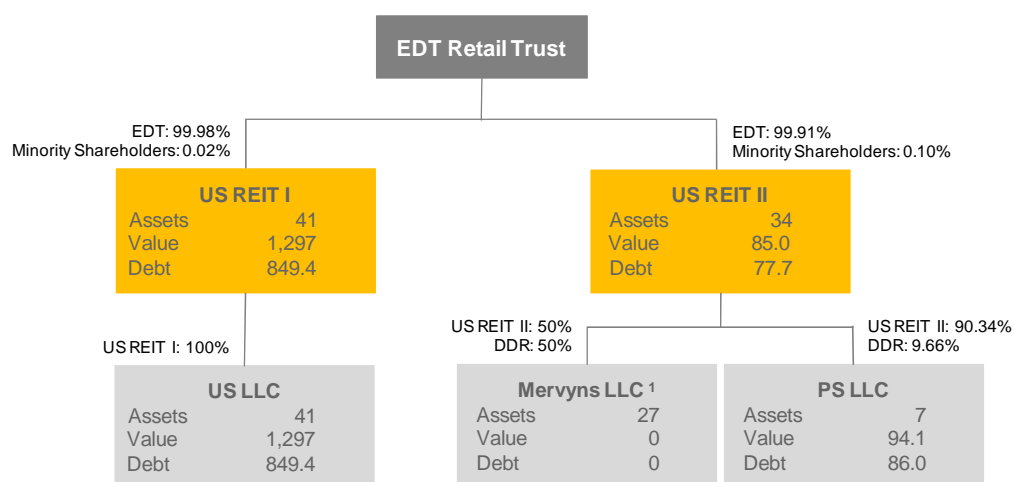 EDT Retail Trust
EDT: 99.98%
Minority Shareholders: 0.02%
EDT: 99.91%
Minority Shareholders: 0.10%
US REIT I
Assets 41
Value 1,297
Debt 849.4
US REIT II
Assets 34
Value 85.0
Debt 77.7
US REIT I: 100%
US REIT II: 50%
DDR: 50%
US REIT II: 90.34%
DDR: 9.66%
US LLC
Assets 41
Value 1,297
Debt 849.4
Mervyns LLC ¹
Assets 27
Value 0
Debt 0
PS LLC
Assets 7
Value 94.1
Debt 86.0